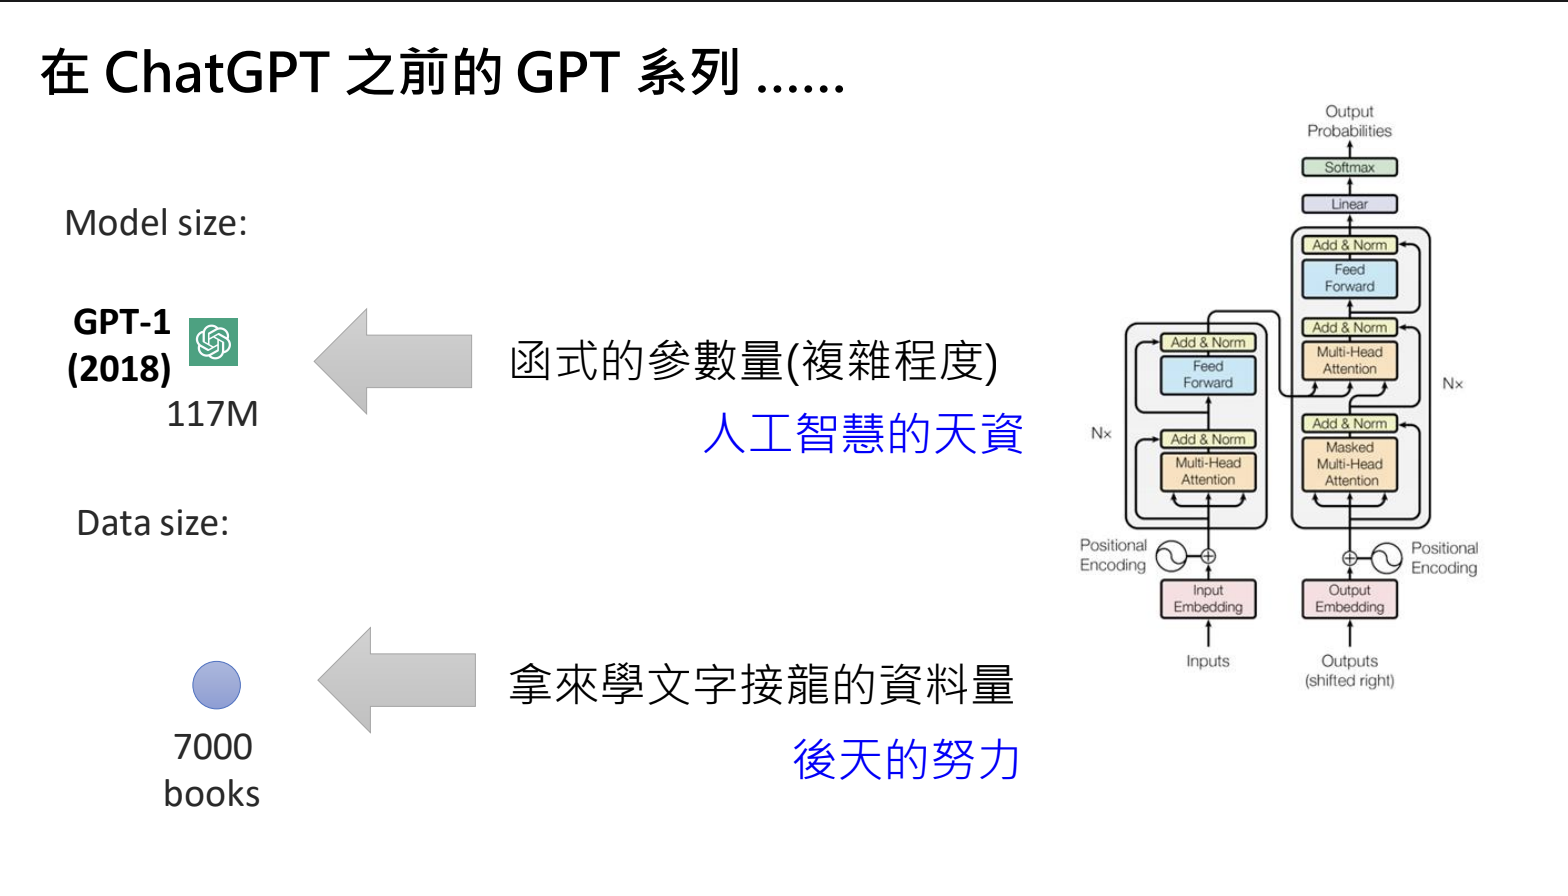 在 ChatGPT 之前的 GPT 系列 ......
Model size:
GPT-1
(2018)
117M
函式的參數量(複雜程度)
人工智慧的天資
Data size:
7000
books
拿來學文字接龍的資料量
後天的努力
Output
Probabilities
Softmax
Linear
Add & Norm
Feed
Forward
Add & Norm
Multi-Head
Attention
Nx
Add & Norm
Masked
Multi-Head
Attention
Add & Norm
Feed
Forward
Nx
Add & Norm
Multi-Head
Attention
Positional
Encoding
Positional
Encoding
Input
Embedding
Output
Embedding
Inputs
Outputs
(shifted right)